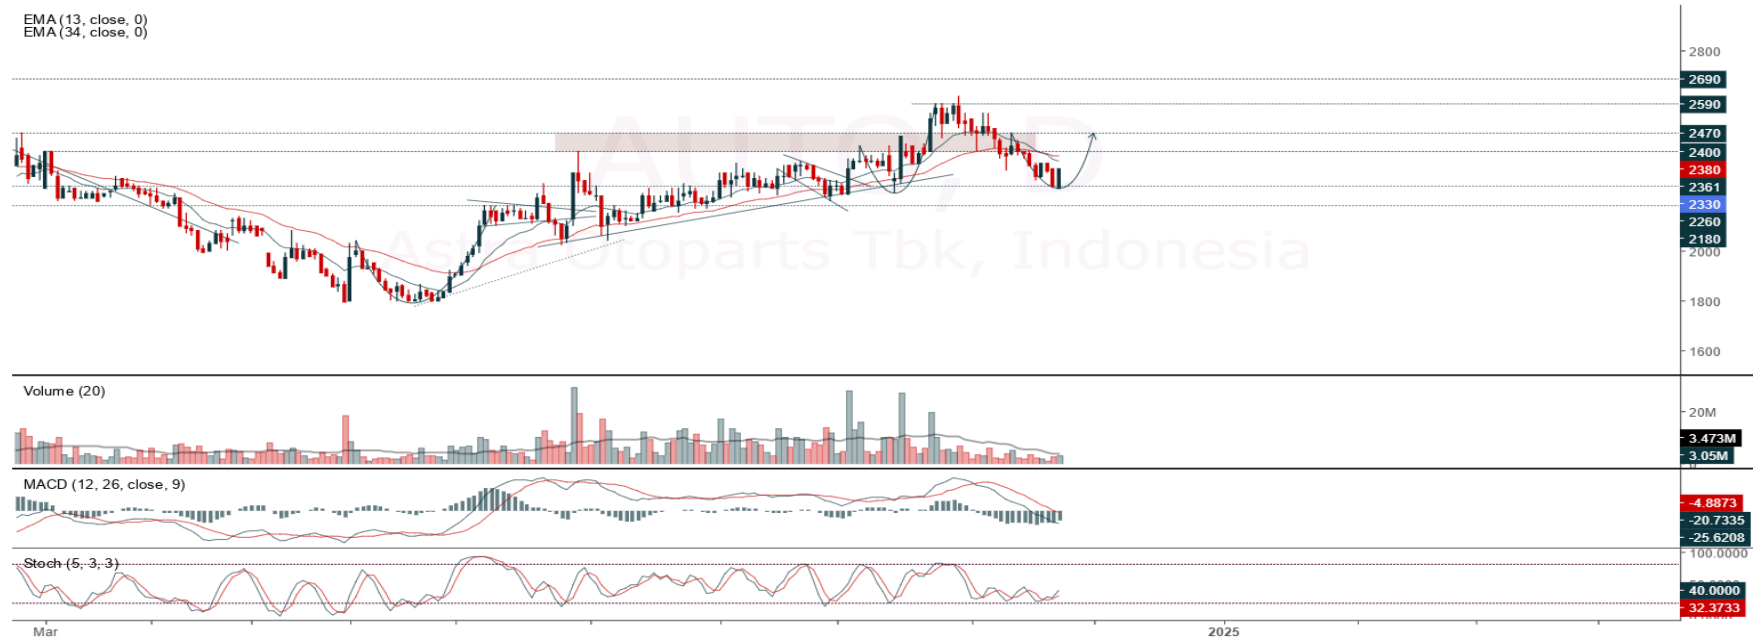 EMA (13, close, 0)
EMA (34, close, 0)
AUTO, D
Astra Otoparts Tbk, Indonesia
2800
2690
2590
2470
2400
2380
2361
2330
2260
2180
2000
1800
1600
Volume (20)
20M
3.473M
3.05M
0
MACD (12, 26, close, 9)
-4.8873
-20.7335
-25.6208
Stoch (5, 3, 3)
100.0000
40.0000
32.3733
Mar
2025